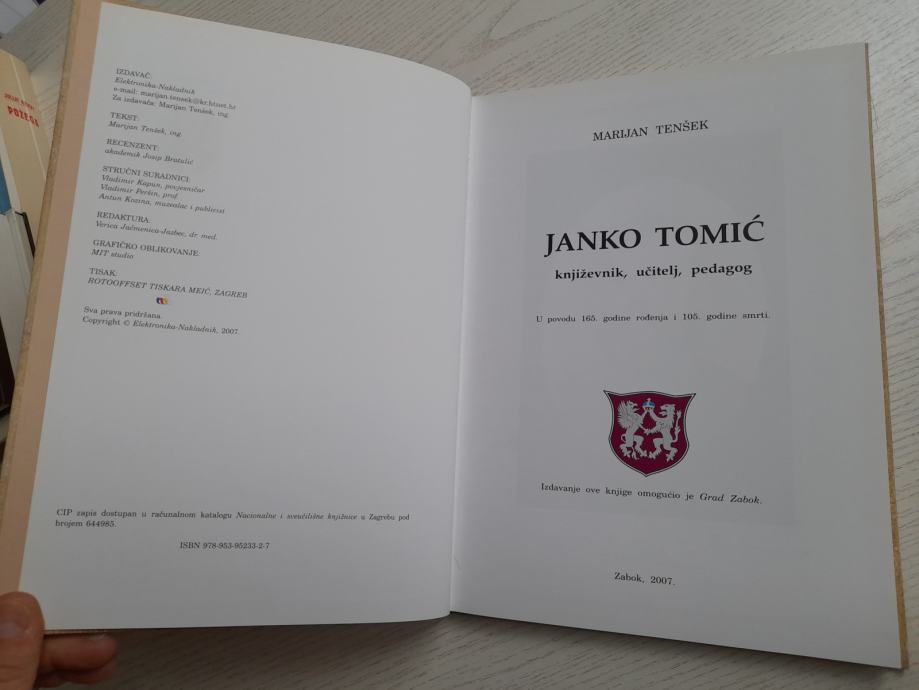 POŽEGA
IZDAVAČ:
Elektronika-Nakladnik
e-mail: marijan.tensek@kr.htnet.hr
Za izdavača: Marijan Tenšek, ing.
TEKST:
Marijan Tenšek, ing.
RECENZENT:
akademik Josip Bratulić
STRUČNI SURADNICI:
Vladimir Kapun, povjesničar
Vladimir Peršin, prof
Antun Kozina, muzealac i publicist
REDAKTURA:
Verica Jačmenica-Jazbec, dr. med.
GRAFIČKO OBLIKOVANJE:
MIT studio
TISAK:
ROTOOFFSET TISKARA MEIĆ, ZAGREB
Sva prava pridržana.
Copyright © Elektronika-Nakladnik, 2007.
CIP zapis dostupan u računalnom katalogu Nacionalne i sveučilišne knjižnice u Zagrebu pod
brojem 644985.
ISBN 978-953-95233-2-7
MARIJAN TENŠEK
JANKO TOMIĆ
književnik, učitelj, pedagog
U povodu 165. godine rođenja i 105. godine smrti.
Izdavanje ove knjige omogućio je Grad Zabok.
Zabok, 2007.